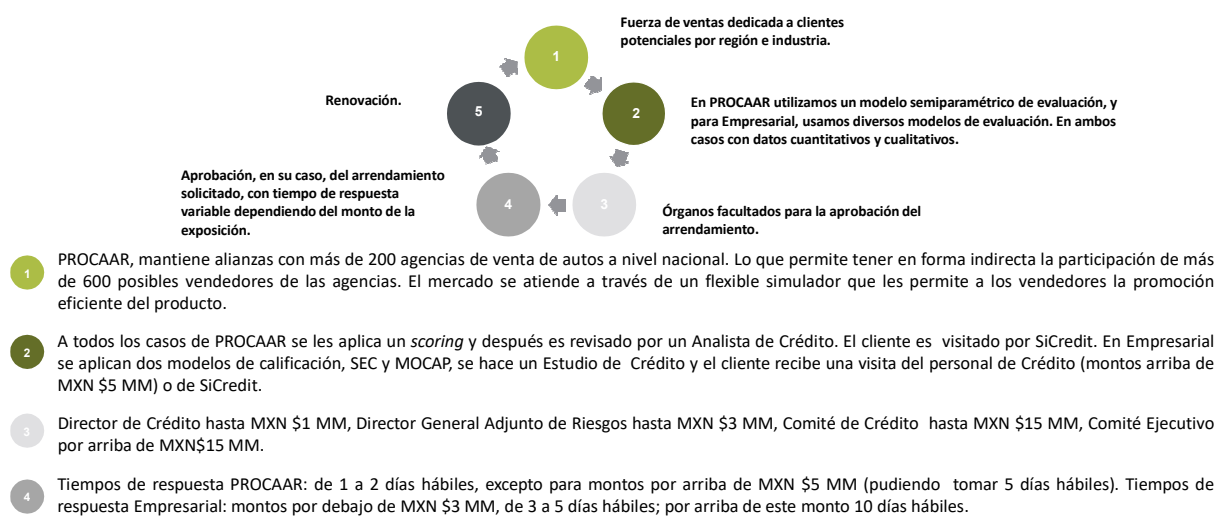 Fuerza de ventas dedicada a clientes
potenciales por región e industria.
1
Renovación.
5
2
En PROCAAR utilizamos un modelo semiparamétrico de evaluación, y
para Empresarial, usamos diversos modelos de evaluación. En ambos
casos con datos cuantitativos y cualitativos.
Aprobación, en su caso, del arrendamiento
solicitado, con tiempo de respuesta
variable dependiendo del monto de la
exposición.
4
3
Órganos facultados para la aprobación del
arrendamiento.
1
PROCAAR, mantiene alianzas con más de 200 agencias de venta de autos a nivel nacional. Lo que permite tener en forma indirecta la participación de más
de 600 posibles vendedores de las agencias. El mercado se atiende a través de un flexible simulador que les permite a los vendedores la promoción
eficiente del producto.
2
A todos los casos de PROCAAR se les aplica un scoring y después es revisado por un Analista de Crédito. El cliente es visitado por SiCredit. En Empresarial
se aplican dos modelos de calificación, SEC y MOCAP, se hace un Estudio de Crédito y el cliente recibe una visita del personal de Crédito (montos arriba de
MXN $5 MM) o de SiCredit.
3
Director de Crédito hasta MXN $1 MM, Director General Adjunto de Riesgos hasta MXN $3 MM, Comité de Crédito hasta MXN $15 MM, Comité Ejecutivo
por arriba de MXN$15 MM.
4
Tiempos de respuesta PROCAAR: de 1 a 2 días hábiles, excepto para montos por arriba de MXN $5 MM (pudiendo tomar 5 días hábiles). Tiempos de
respuesta Empresarial: montos por debajo de MXN $3 MM, de 3 a 5 días hábiles; por arriba de este monto 10 días hábiles.